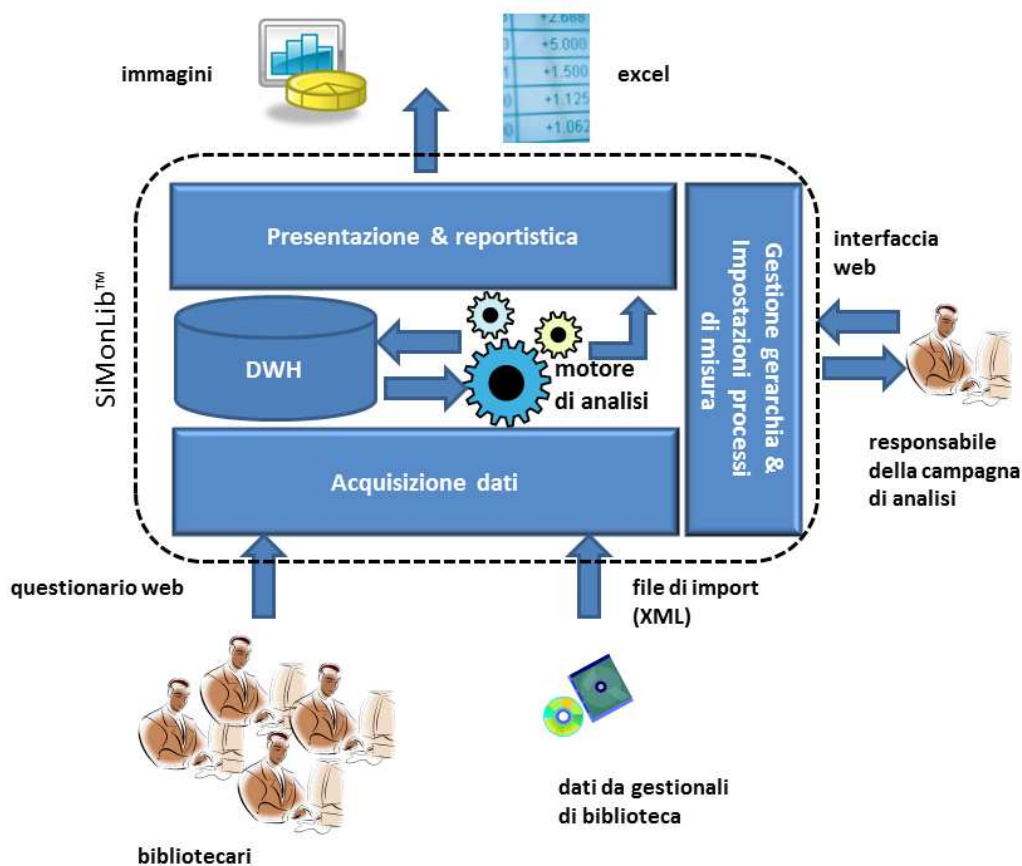 immagini
excel
+2.688
+5.000
+1.500
+1.125
+1.062
SiMonLib™
Presentazione & reportistica
Gestione gerarchia &
Impostazioni processi
di misura
interfaccia
web
DWH
motore
di analisi
responsabile
della campagna
di analisi
Acquisizione dati
questionario web
file di import
(XML)
dati da gestionali
di biblioteca
bibliotecari